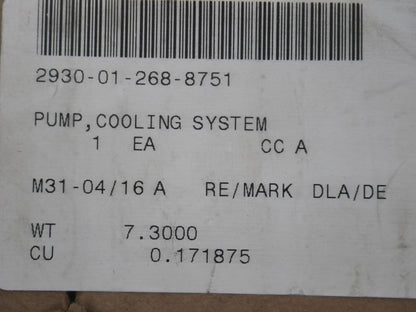 2930-01-268-8751
PUMP,COOLING SYSTEM
1 EA CC A
M31-04/16 A RE/MARK DLA/DE
WT 7.3000
CU 0.171875